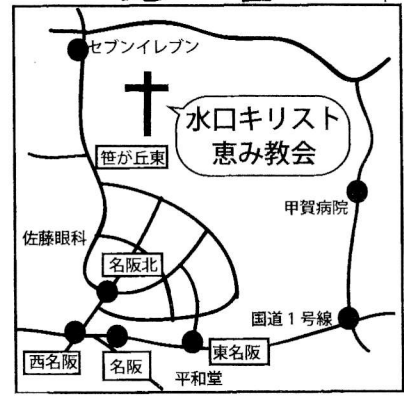 セブンイレブン
水口キリスト
恵み教会
笹が丘東
甲賀病院
佐藤眼科
名阪北
国道1号線
西名阪
名阪
東名阪
平和堂